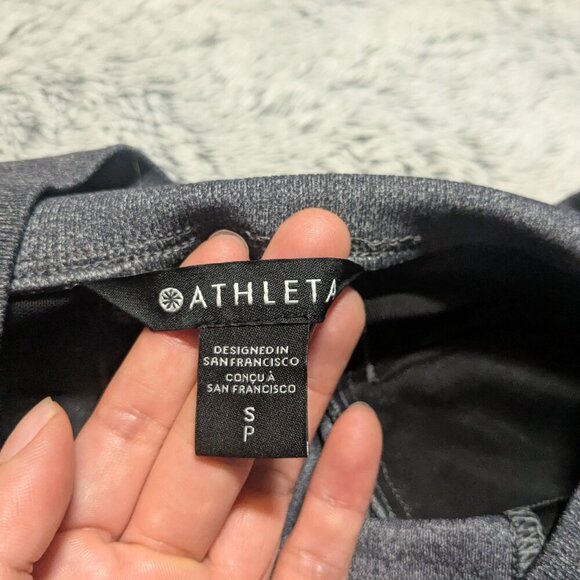 ATHLETA
DESIGNED IN
SAN FRANCISCO
CONÇU À
SAN FRANCISCO
S
P